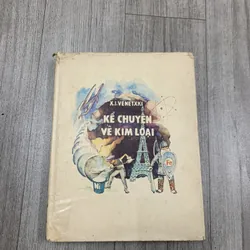 X.I.VENETXKI
KỂ CHUYỆN
VỀ KIM LOẠI